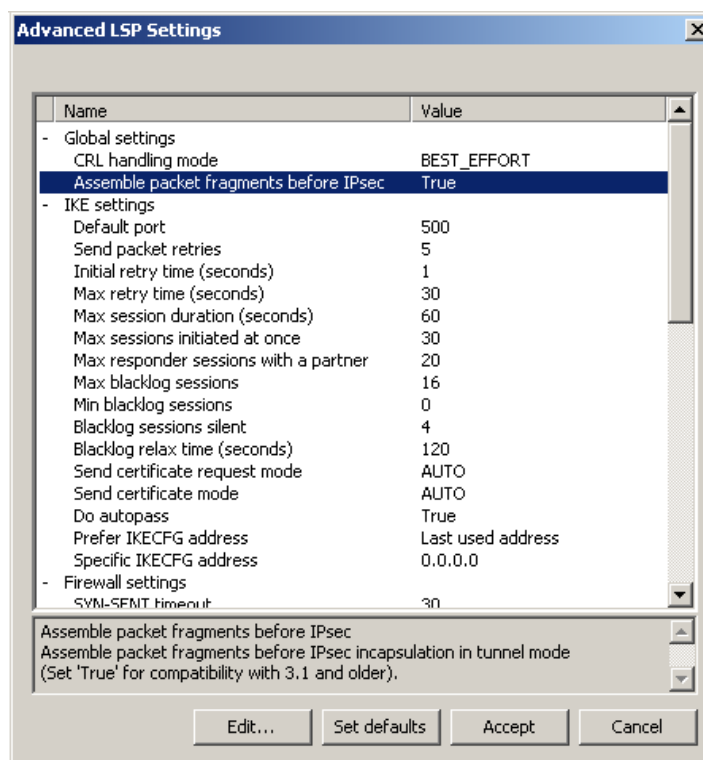 Advanced LSP Settings
Name Value
- Global settings
CRL handling mode BEST_EFFORT
Assemble packet fragments before IPsec True
- IKE settings
Default port 500
Send packet retries 5
Initial retry time (seconds) 1
Max retry time (seconds) 30
Max session duration (seconds) 60
Max sessions initiated at once 30
Max responder sessions with a partner 20
Max blacklog sessions 16
Min blacklog sessions 0
Blacklog sessions silent 4
Blacklog relax time (seconds) 120
Send certificate request mode AUTO
Send certificate mode AUTO
Do autopass True
Prefer IKECFG address Last used address
Specific IKECFG address 0.0.0.0
- Firewall settings
SYN-SENT timeout 30
Assemble packet fragments before IPsec
Assemble packet fragments before IPsec incapsulation in tunnel mode
(Set 'True' for compatibility with 3.1 and older).
Edit... Set defaults Accept Cancel